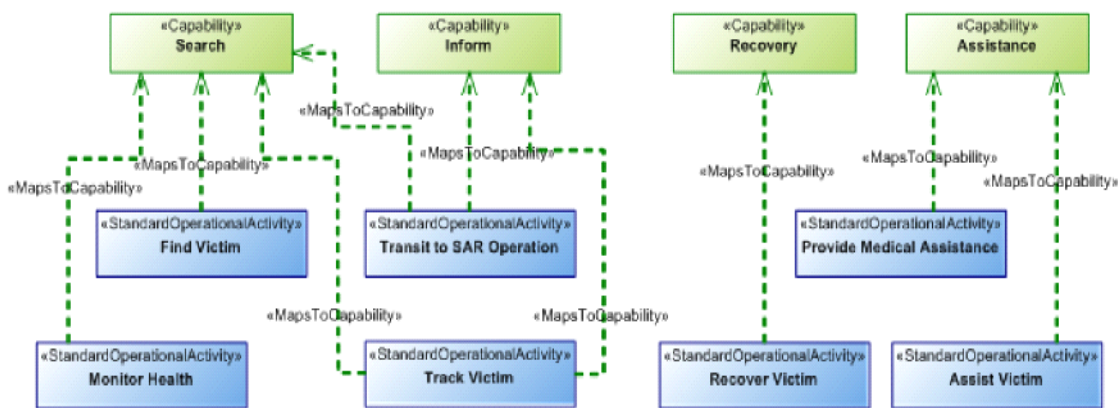 «Capability»
Search
«Capability»
Inform
«Capability»
Recovery
«Capability»
Assistance
«MapsToCapability»
«MapsToCapability»
«MapsToCapability»
«MapsToCapability»
«MapsToCapability»
«MapsToCapability»
«MapsToCapability»
«MapsToCapability»
«StandardOperationalActivity»
Find Victim
«StandardOperationalActivity»
Transit to SAR Operation
«StandardOperationalActivity»
Provide Medical Assistance
«MapsToCapability»
«MapsToCapability»
«StandardOperationalActivity»
Monitor Health
«StandardOperationalActivity»
Track Victim
«StandardOperationalActivity»
Recover Victim
«StandardOperationalActivity»
Assist Victim